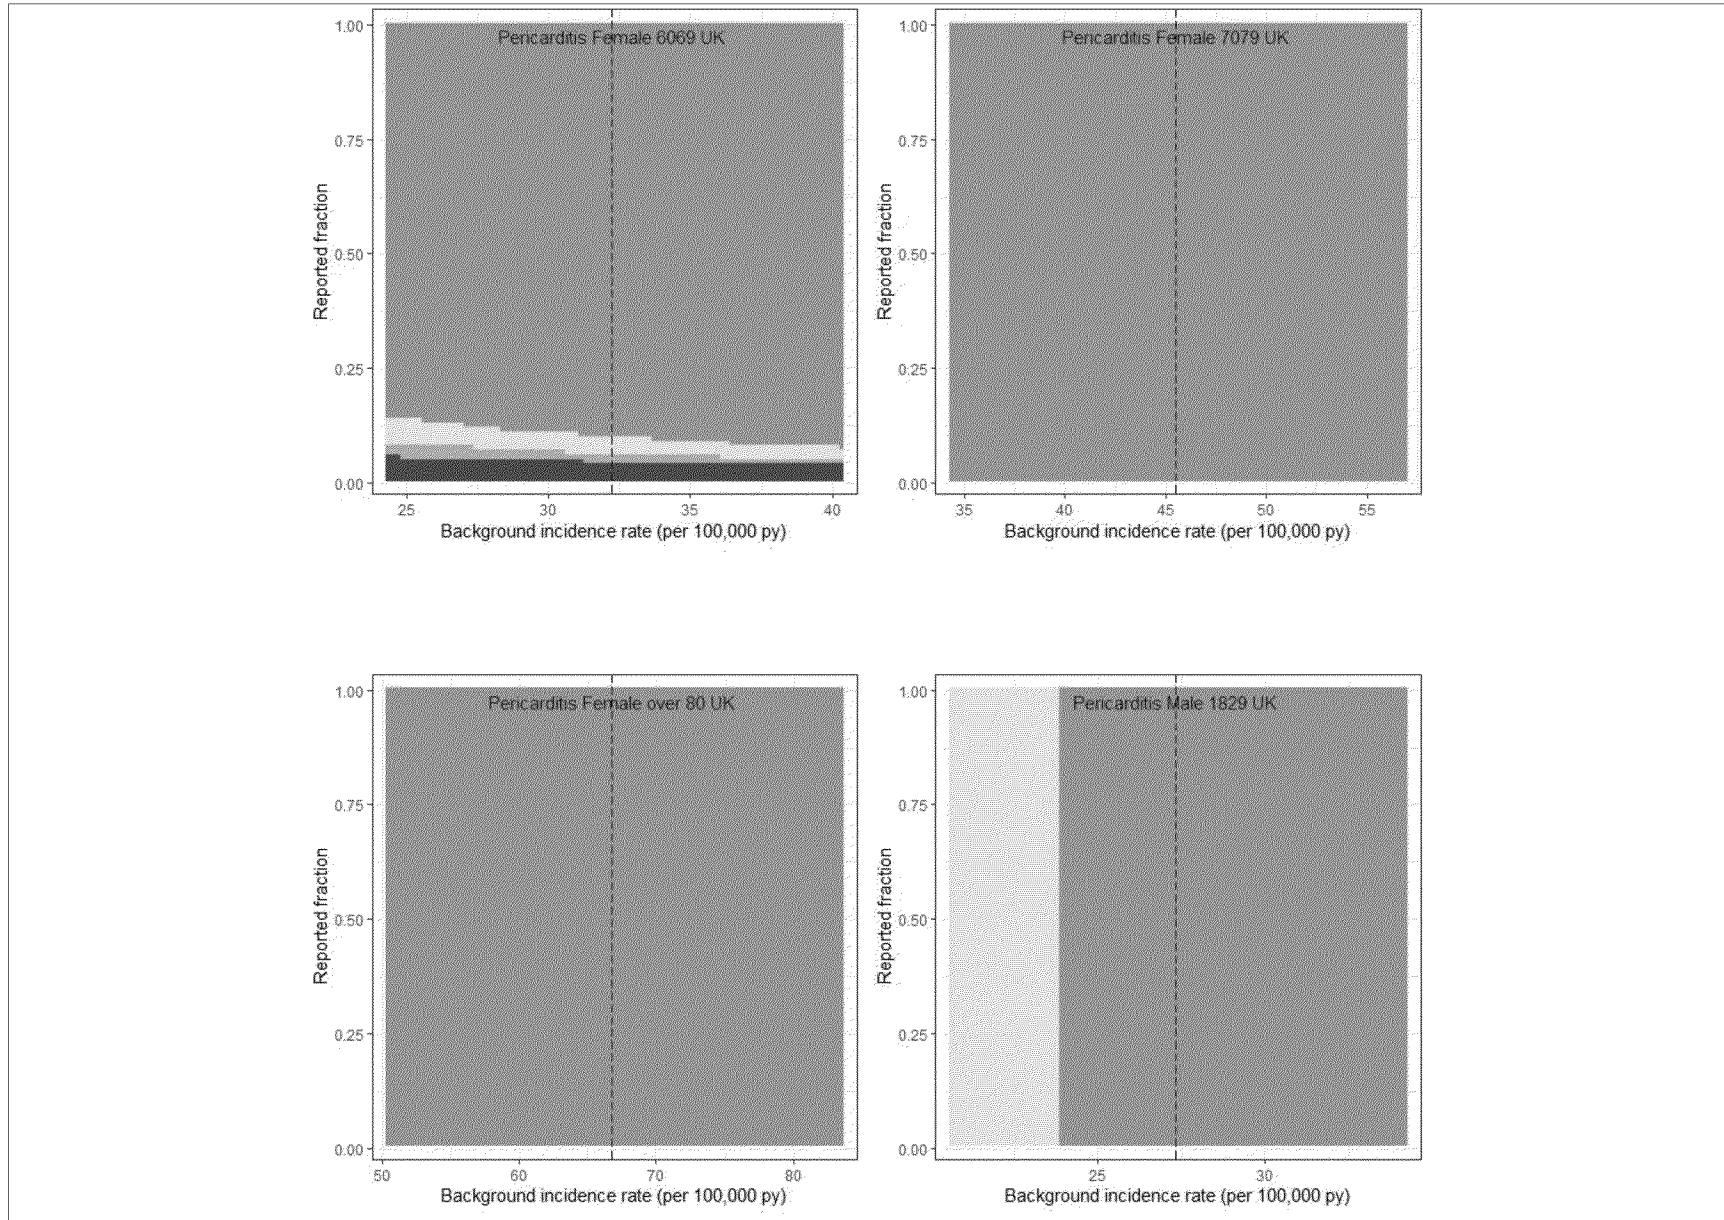 Pericarditis Female 6069 UK
1.00
0.75
0.50
0.25
0.00
Reported fraction
25 30 35 40
Background incidence rate (per 100,000 py)
Pericarditis Female 7079 UK
1.00
0.75
0.50
0.25
0.00
Reported fraction
35 40 45 50 55
Background incidence rate (per 100,000 py)
Pericarditis Female over 80 UK
1.00
0.75
0.50
0.25
0.00
Reported fraction
50 60 70 80
Background incidence rate (per 100,000 py)
Pericarditis Male 1829 UK
1.00
0.75
0.50
0.25
0.00
Reported fraction
25 30
Background incidence rate (per 100,000 py)